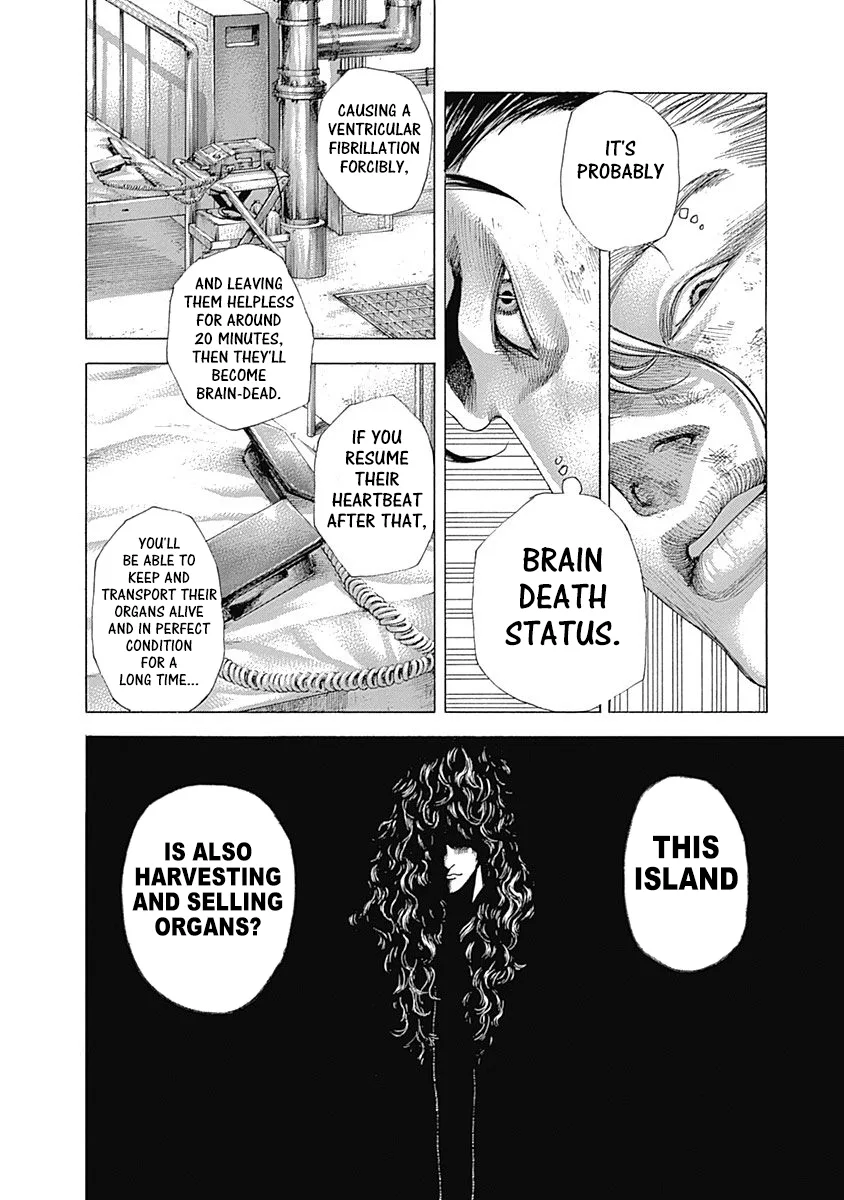 IT'S
PROBABLY
BRAIN
DEATH
STATUS.
CAUSING A
VENTRICULAR
FIBRILLATION
FORCIBLY,
AND LEAVING
THEM HELPLESS
FOR AROUND
20 MINUTES,
THEN THEY'LL
BECOME
BRAIN-DEAD.
IF YOU
RESUME
THEIR
HEARTBEAT
AFTER THAT,
YOU'LL
BE ABLE TO
KEEP AND
TRANSPORT THEIR
ORGANS ALIVE
AND IN PERFECT
CONDITION
FOR A
LONG TIME...
THIS
ISLAND
IS ALSO
HARVESTING
AND SELLING
ORGANS?